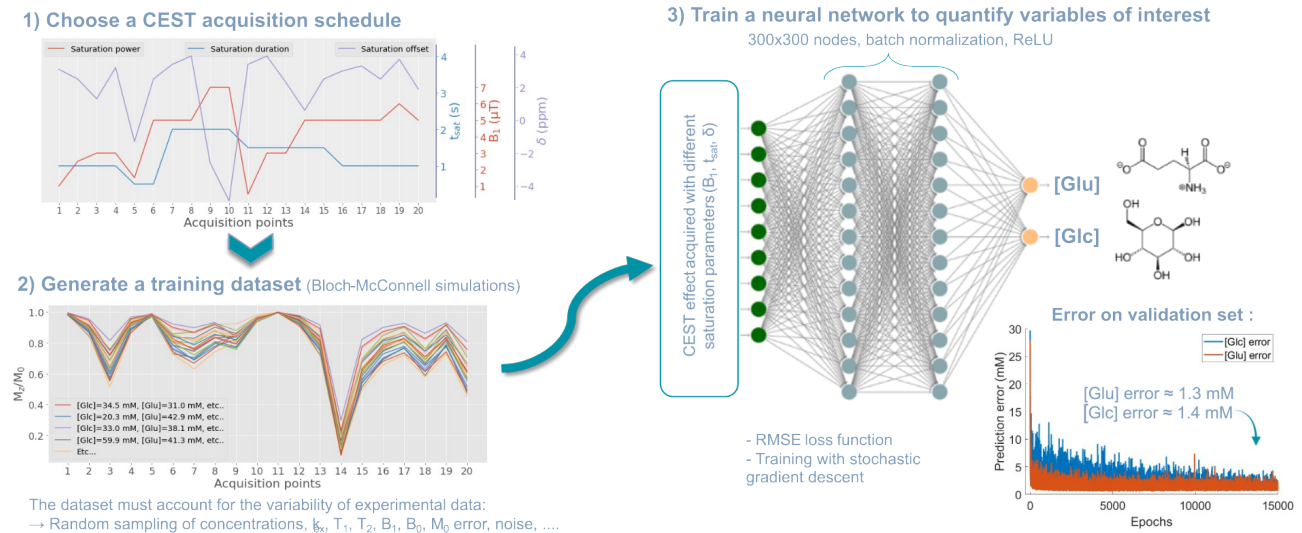 1) Choose a CEST acquisition schedule
Saturation power
Saturation duration
Saturation offset
4
3
2
1
tsat (s)
7
6
5
4
3
2
1
B1 (μT)
4
2
0
−2
−4
δ (ppm)
1 2 3 4 5 6 7 8 9 10 11 12 13 14 15 16 17 18 19 20
Acquisition points
2) Generate a training dataset (Bloch-McConnell simulations)
1.0
0.8
0.6
0.4
0.2
Mz/M0
[Glc]=34.5 mM, [Glu]=31.0 mM, etc..
[Glc]=20.3 mM, [Glu]=42.9 mM, etc..
[Glc]=33.0 mM, [Glu]=38.1 mM, etc..
[Glc]=59.9 mM, [Glu]=41.3 mM, etc..
Etc...
1 2 3 4 5 6 7 8 9 10 11 12 13 14 15 16 17 18 19 20
Acquisition points
The dataset must account for the variability of experimental data:
→ Random sampling of concentrations, kex, T1, T2, B1, B0, M0 error, noise, ....
3) Train a neural network to quantify variables of interest
300x300 nodes, batch normalization, ReLU
CEST effect acquired with different
saturation parameters (B1, tsat, δ)
[Glu]
[Glc]
O
O
⊖O
O⊖
H
⊕NH3
HO
O
OH
HO
OH
OH
- RMSE loss function
- Training with stochastic
gradient descent
Error on validation set :
30
25
20
15
10
5
0
Prediction error (mM)
[Glc] error
[Glu] error
[Glu] error ≈ 1.3 mM
[Glc] error ≈ 1.4 mM
0 5000 10000 15000
Epochs